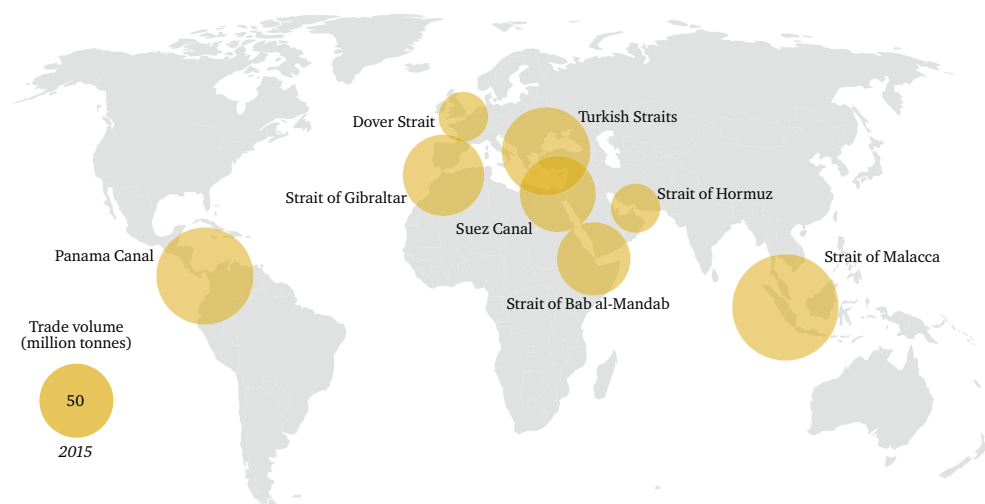 Dover Strait
Turkish Straits
Strait of Gibraltar
Strait of Hormuz
Suez Canal
Panama Canal
Strait of Malacca
Strait of Bab al-Mandab
Trade volume
(million tonnes)
50
2015